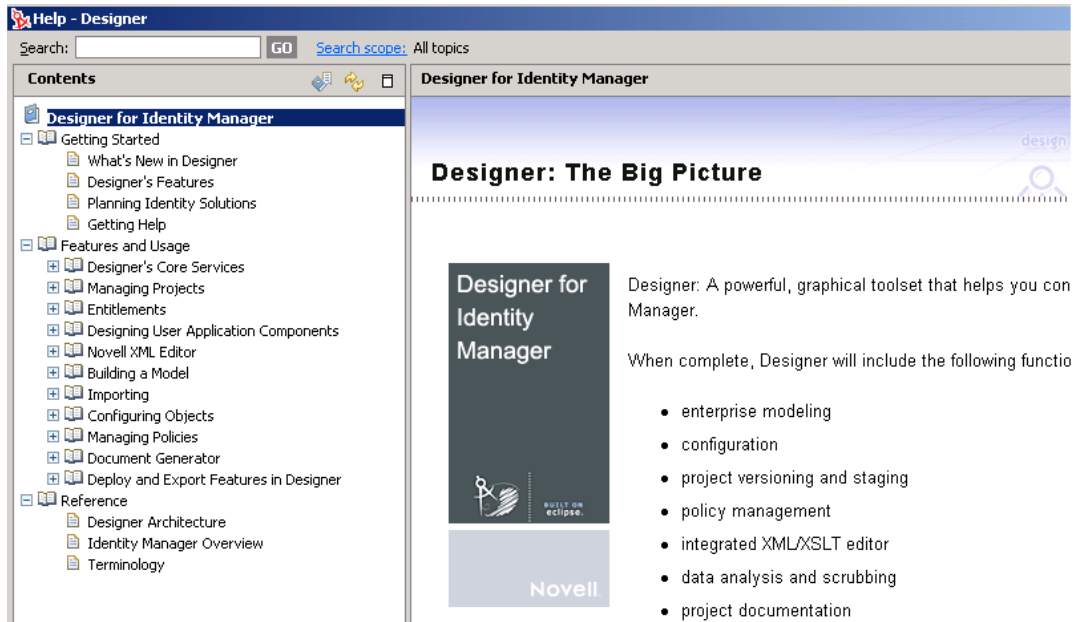 Help - Designer
Search:
GO
Search scope:
All topics
Contents
Designer for Identity Manager
Getting Started
What's New in Designer
Designer's Features
Planning Identity Solutions
Getting Help
Features and Usage
Designer's Core Services
Managing Projects
Entitlements
Designing User Application Components
Novell XML Editor
Building a Model
Importing
Configuring Objects
Managing Policies
Document Generator
Deploy and Export Features in Designer
Reference
Designer Architecture
Identity Manager Overview
Terminology
Designer for Identity Manager
design
Designer: The Big Picture
Designer for
Identity
Manager
BUILT ON
eclipse.
Novell.
Designer: A powerful, graphical toolset that helps you con
Manager.
When complete, Designer will include the following functio
• enterprise modeling
• configuration
• project versioning and staging
• policy management
• integrated XML/XSLT editor
• data analysis and scrubbing
• project documentation